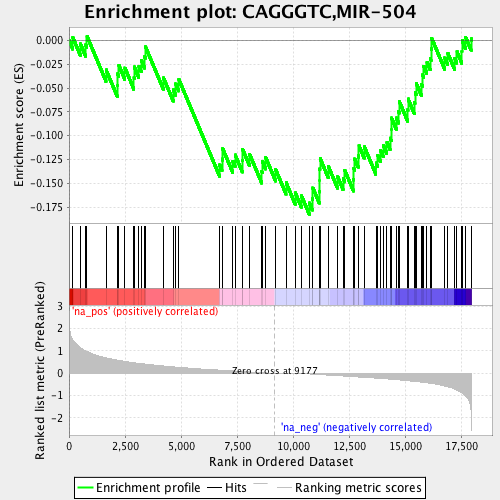 Enrichment plot: CAGGGTC,MIR-504
Enrichment score (ES)
0.000
-0.025
-0.050
-0.075
-0.100
-0.125
-0.150
-0.175
'na_pos' (positively correlated)
Ranked list metric (PreRanked)
3
2
1
0
-1
-2
Zero cross at 9177
'na_neg' (negatively correlated)
0
2,500
5,000
7,500
10,000
12,500
15,000
17,500
Rank in Ordered Dataset
Enrichment profile
Hits
Ranking metric scores